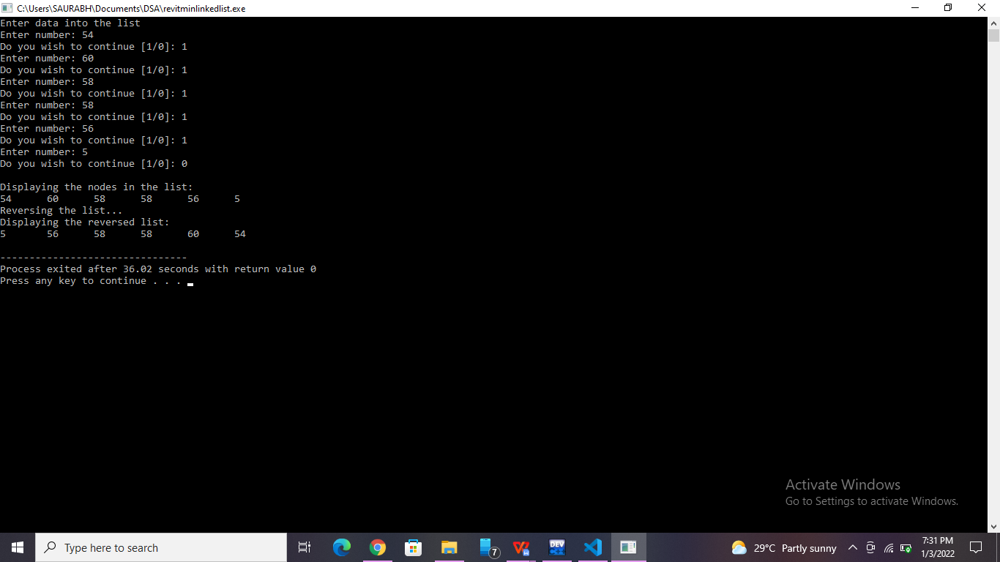 C:\Users\SAURABH\Documents\DSA\revitminlinkedlist.exe
Enter data into the list
Enter number: 54
Do you wish to continue [1/0]: 1
Enter number: 60
Do you wish to continue [1/0]: 1
Enter number: 58
Do you wish to continue [1/0]: 1
Enter number: 58
Do you wish to continue [1/0]: 1
Enter number: 56
Do you wish to continue [1/0]: 1
Enter number: 5
Do you wish to continue [1/0]: 0
Displaying the nodes in the list:
54 60 58 58 56 5
Reversing the list...
Displaying the reversed list:
5 56 58 58 60 54
--------------------------------
Process exited after 36.02 seconds with return value 0
Press any key to continue . . .
Activate Windows
Go to Settings to activate Windows.
Type here to search
7
DEV
29°C Partly sunny
7:31 PM
1/3/2022